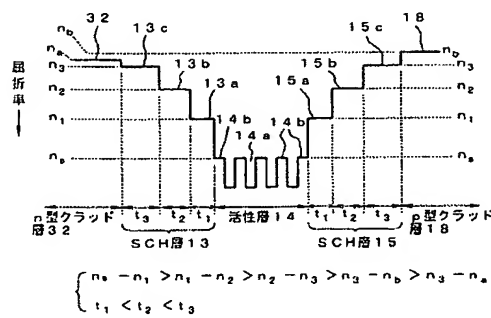 32 13c 15c 18
n_b n_b
n_a
n_3 13b 15b n_3
n_2 13a 15a n_2
n_1 14b 14a 14b n_1
n_s n_s
屈折率
n型クラッド層32 t_3 t_2 t_1 活性層14 t_1 t_2 t_3 p型クラッド層18
SCH層13 SCH層15
n_s − n_1 > n_1 − n_2 > n_2 − n_3 > n_3 − n_b > n_3 − n_a
t_1 < t_2 < t_3